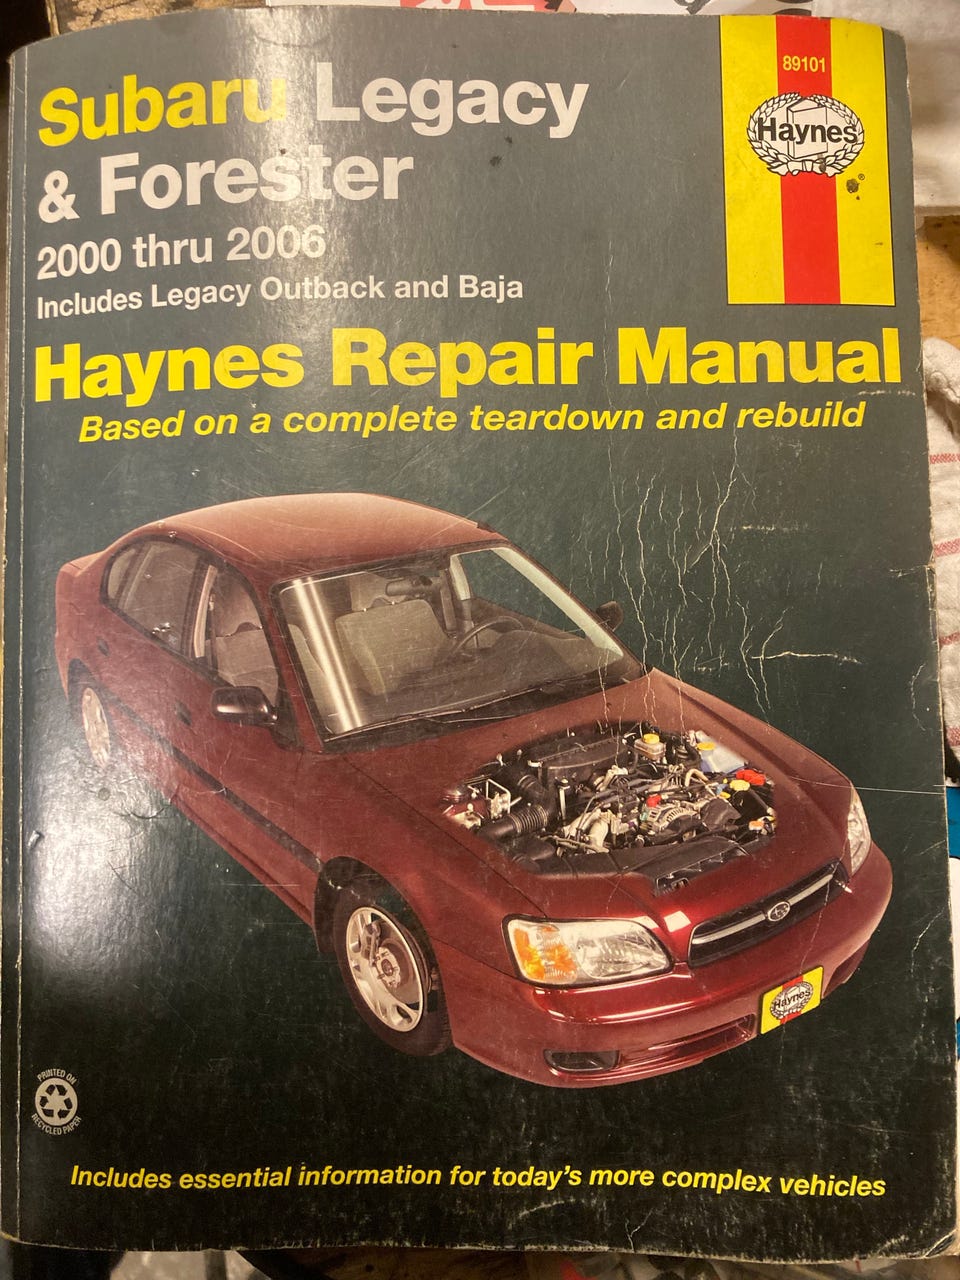 89101
Haynes
®
Subaru Legacy
& Forester
2000 thru 2006
Includes Legacy Outback and Baja
Haynes Repair Manual
Based on a complete teardown and rebuild
Haynes
PRINTED ON
RECYCLED PAPER
Includes essential information for today's more complex vehicles